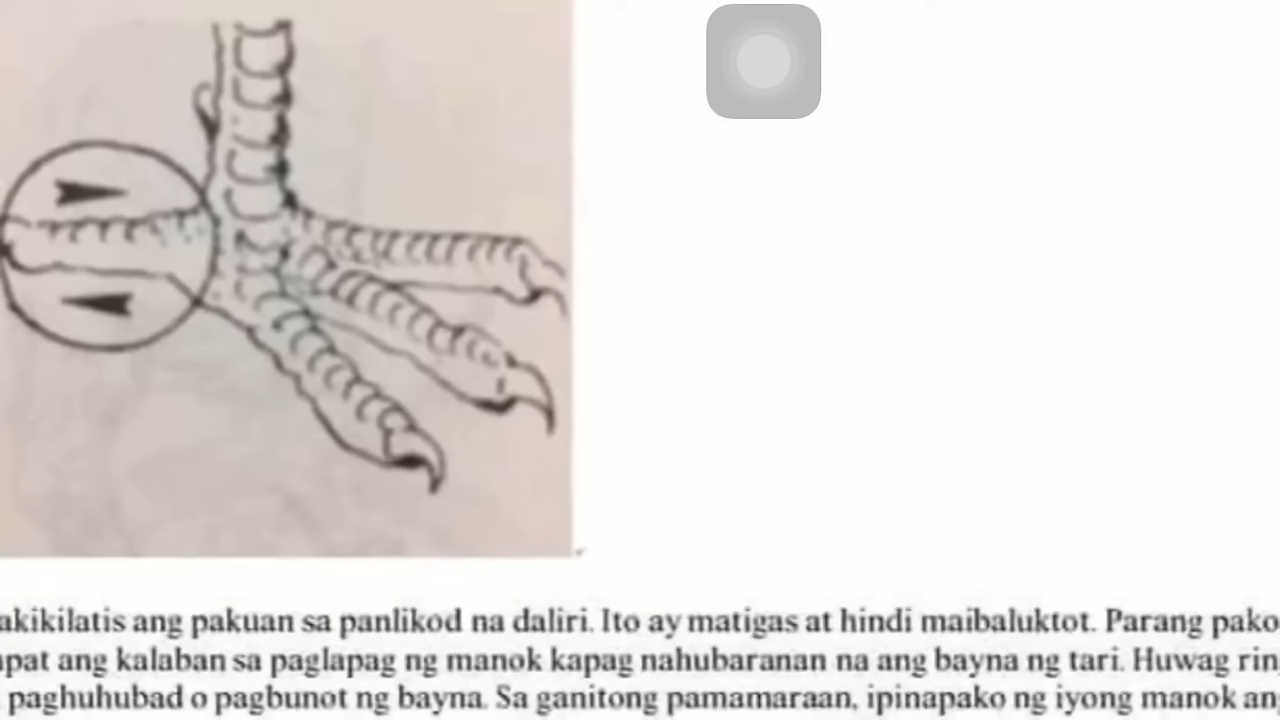 akikilatis ang pakuan sa panlikod na daliri. Ito ay matigas at hindi maibaluktot. Parang pako
pat ang kalaban sa paglapag ng manok kapag nahubaranan na ang bayna ng tari. Huwag rin
paghuhubad o pagbunot ng bayna. Sa ganitong pamamaraan, ipinapako ng iyong manok an